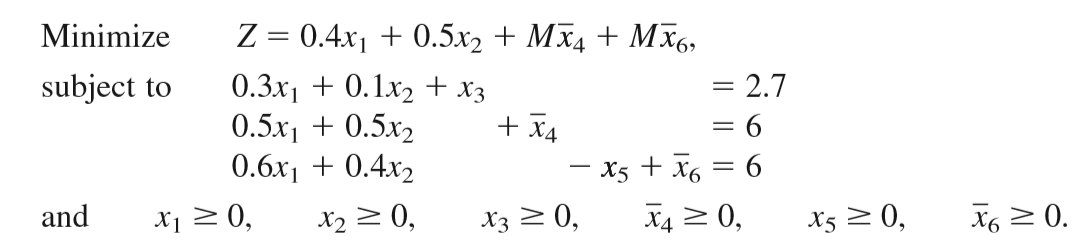 Minimize Z = 0.4x₁ + 0.5x₂ + Mx̄₄ + Mx̄₆,
subject to 0.3x₁ + 0.1x₂ + x₃ = 2.7
0.5x₁ + 0.5x₂ + x̄₄ = 6
0.6x₁ + 0.4x₂ − x₅ + x̄₆ = 6
and x₁ ≥ 0, x₂ ≥ 0, x₃ ≥ 0, x̄₄ ≥ 0, x₅ ≥ 0, x̄₆ ≥ 0.